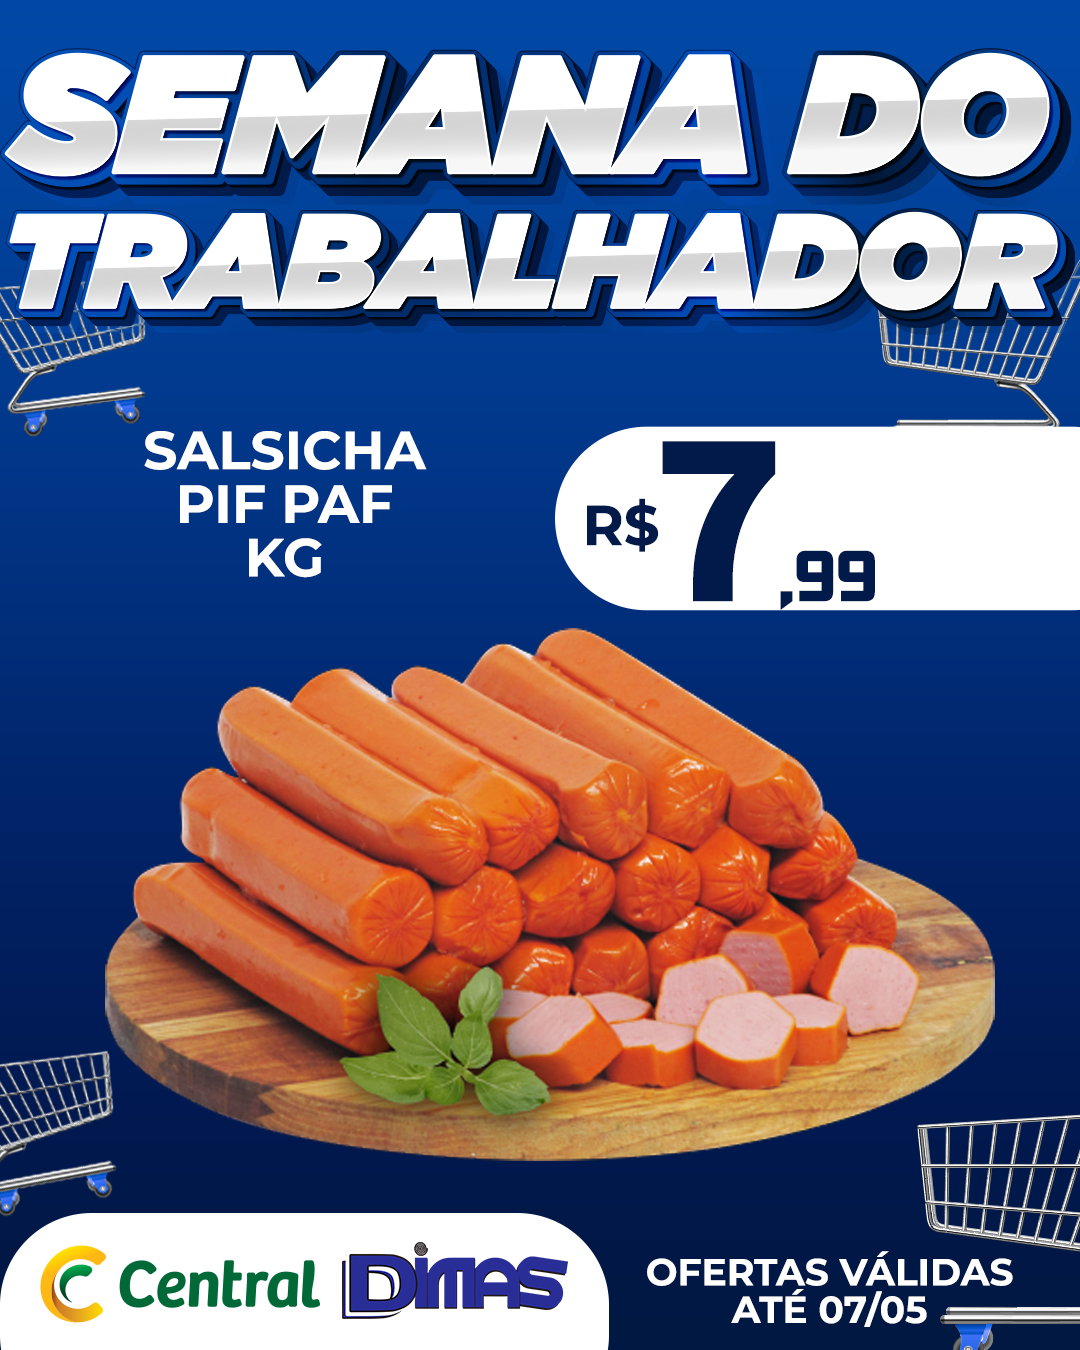 SEMANA DO
TRABALHADOR
SALSICHA
PIF PAF
KG
R$ 7,99
Central DIMAS
OFERTAS VÁLIDAS
ATÉ 07/05